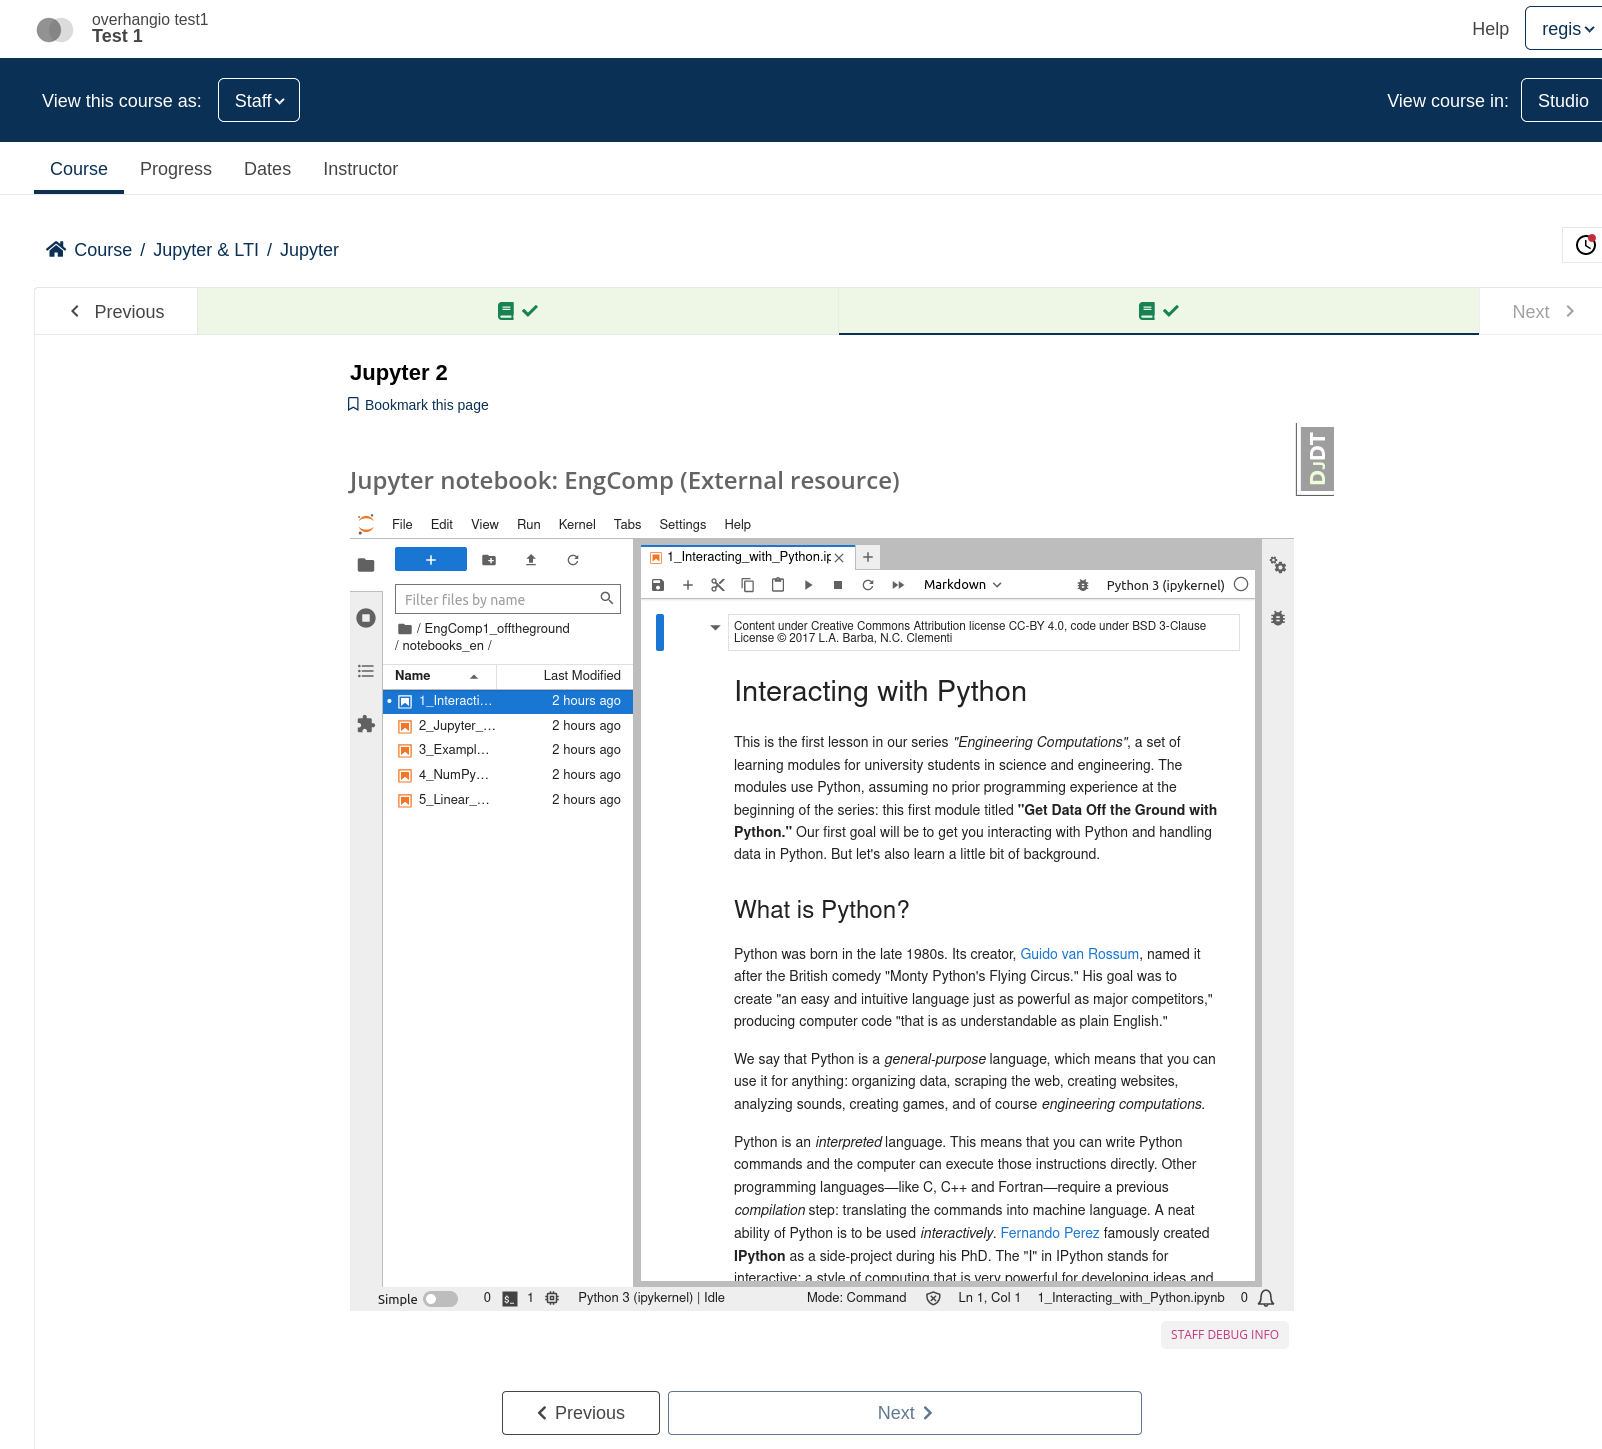 overhangio test1
Test 1
Help
regis
View this course as:
Staff
View course in:
Studio
Course
Progress
Dates
Instructor
Course / Jupyter & LTI / Jupyter
Previous
Next
Jupyter 2
Bookmark this page
DJDT
Jupyter notebook: EngComp (External resource)
File Edit View Run Kernel Tabs Settings Help
Filter files by name
/ EngComp1_offtheground
/ notebooks_en /
Name Last Modified
1_Interacti… 2 hours ago
2_Jupyter_… 2 hours ago
3_Exampl… 2 hours ago
4_NumPy… 2 hours ago
5_Linear_… 2 hours ago
1_Interacting_with_Python.ip
Markdown
Python 3 (ipykernel)
Content under Creative Commons Attribution license CC-BY 4.0, code under BSD 3-Clause
License © 2017 L.A. Barba, N.C. Clementi
Interacting with Python
This is the first lesson in our series "Engineering Computations", a set of
learning modules for university students in science and engineering. The
modules use Python, assuming no prior programming experience at the
beginning of the series: this first module titled "Get Data Off the Ground with
Python." Our first goal will be to get you interacting with Python and handling
data in Python. But let's also learn a little bit of background.
What is Python?
Python was born in the late 1980s. Its creator, Guido van Rossum, named it
after the British comedy "Monty Python's Flying Circus." His goal was to
create "an easy and intuitive language just as powerful as major competitors,"
producing computer code "that is as understandable as plain English."
We say that Python is a general-purpose language, which means that you can
use it for anything: organizing data, scraping the web, creating websites,
analyzing sounds, creating games, and of course engineering computations.
Python is an interpreted language. This means that you can write Python
commands and the computer can execute those instructions directly. Other
programming languages—like C, C++ and Fortran—require a previous
compilation step: translating the commands into machine language. A neat
ability of Python is to be used interactively. Fernando Perez famously created
IPython as a side-project during his PhD. The "I" in IPython stands for
interactive: a style of computing that is very powerful for developing ideas and
Simple 0 $_ 1 Python 3 (ipykernel) | Idle Mode: Command Ln 1, Col 1 1_Interacting_with_Python.ipynb 0
STAFF DEBUG INFO
Previous
Next